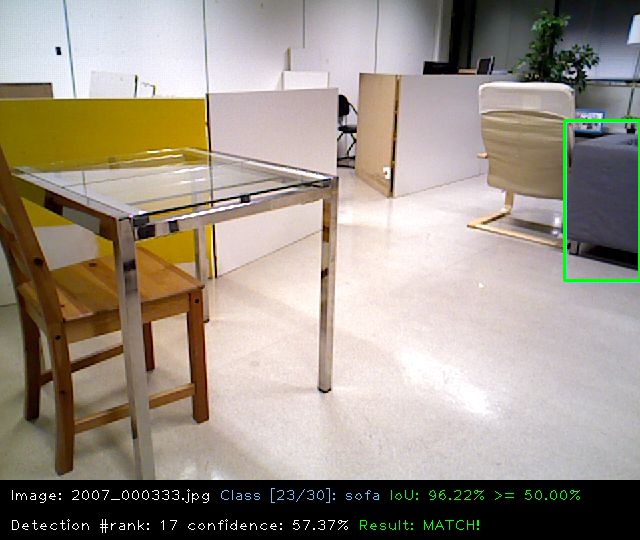 Image: 2007_000333.jpg Class [23/30]: sofa IoU: 96.22% >= 50.00%
Detection #rank: 17 confidence: 57.37% Result: MATCH!